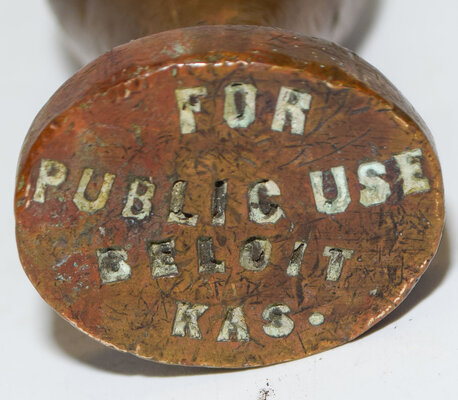 FOR
PUBLIC USE
BELOIT
KAS.